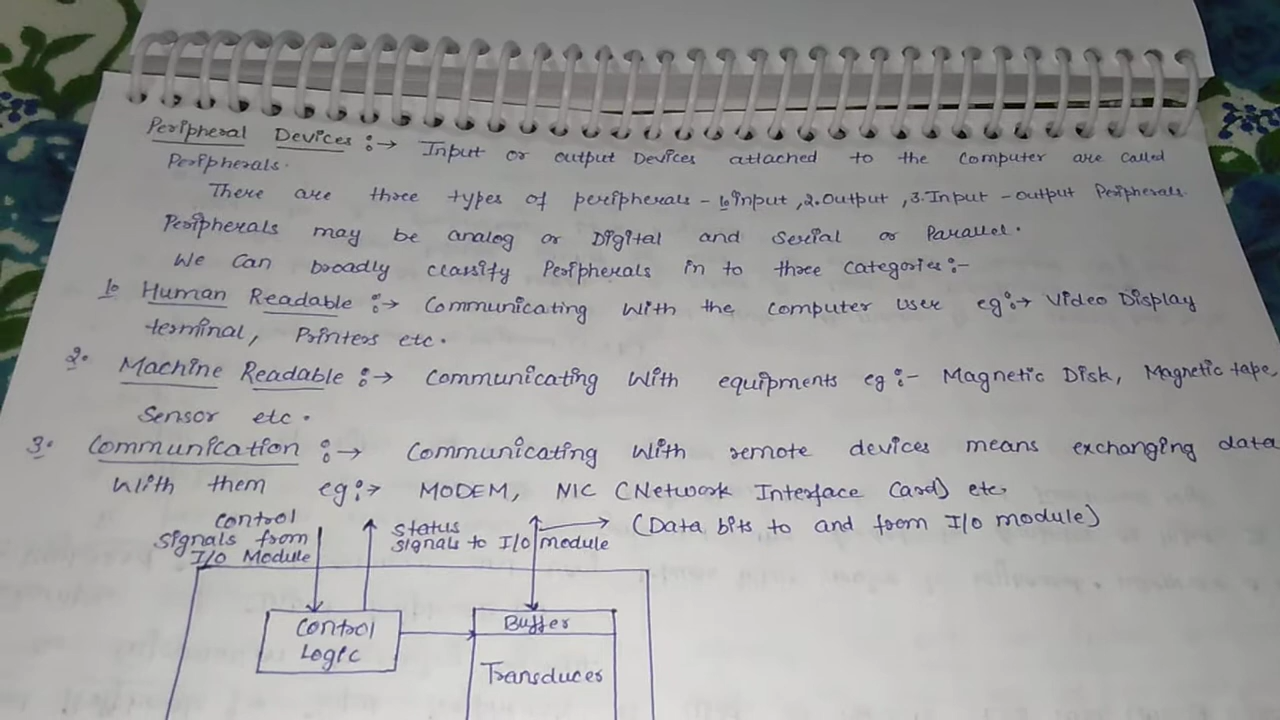 Peripheral Devices :→ Input or output Devices attached to the computer are called
Peripherals.
There are three types of peripherals - 1. input, 2. output, 3. Input - output Peripherals.
Peripherals may be analog or Digital and serial or Parallel.
We can broadly classify Peripherals in to three categories :-
1. Human Readable :→ Communicating with the computer user eg:→ Video Display
terminal, Printers etc.
2. Machine Readable :→ Communicating with equipments eg :- Magnetic Disk, Magnetic tape,
Sensor etc.
3. Communication :→ Communicating with remote devices means exchanging data
with them eg:→ MODEM, NIC (Network Interface Card) etc.
Control
signals from
I/O Module
status
signals to I/O module
(Data bits to and from I/O module)
Control
Logic
Buffer
Transducer